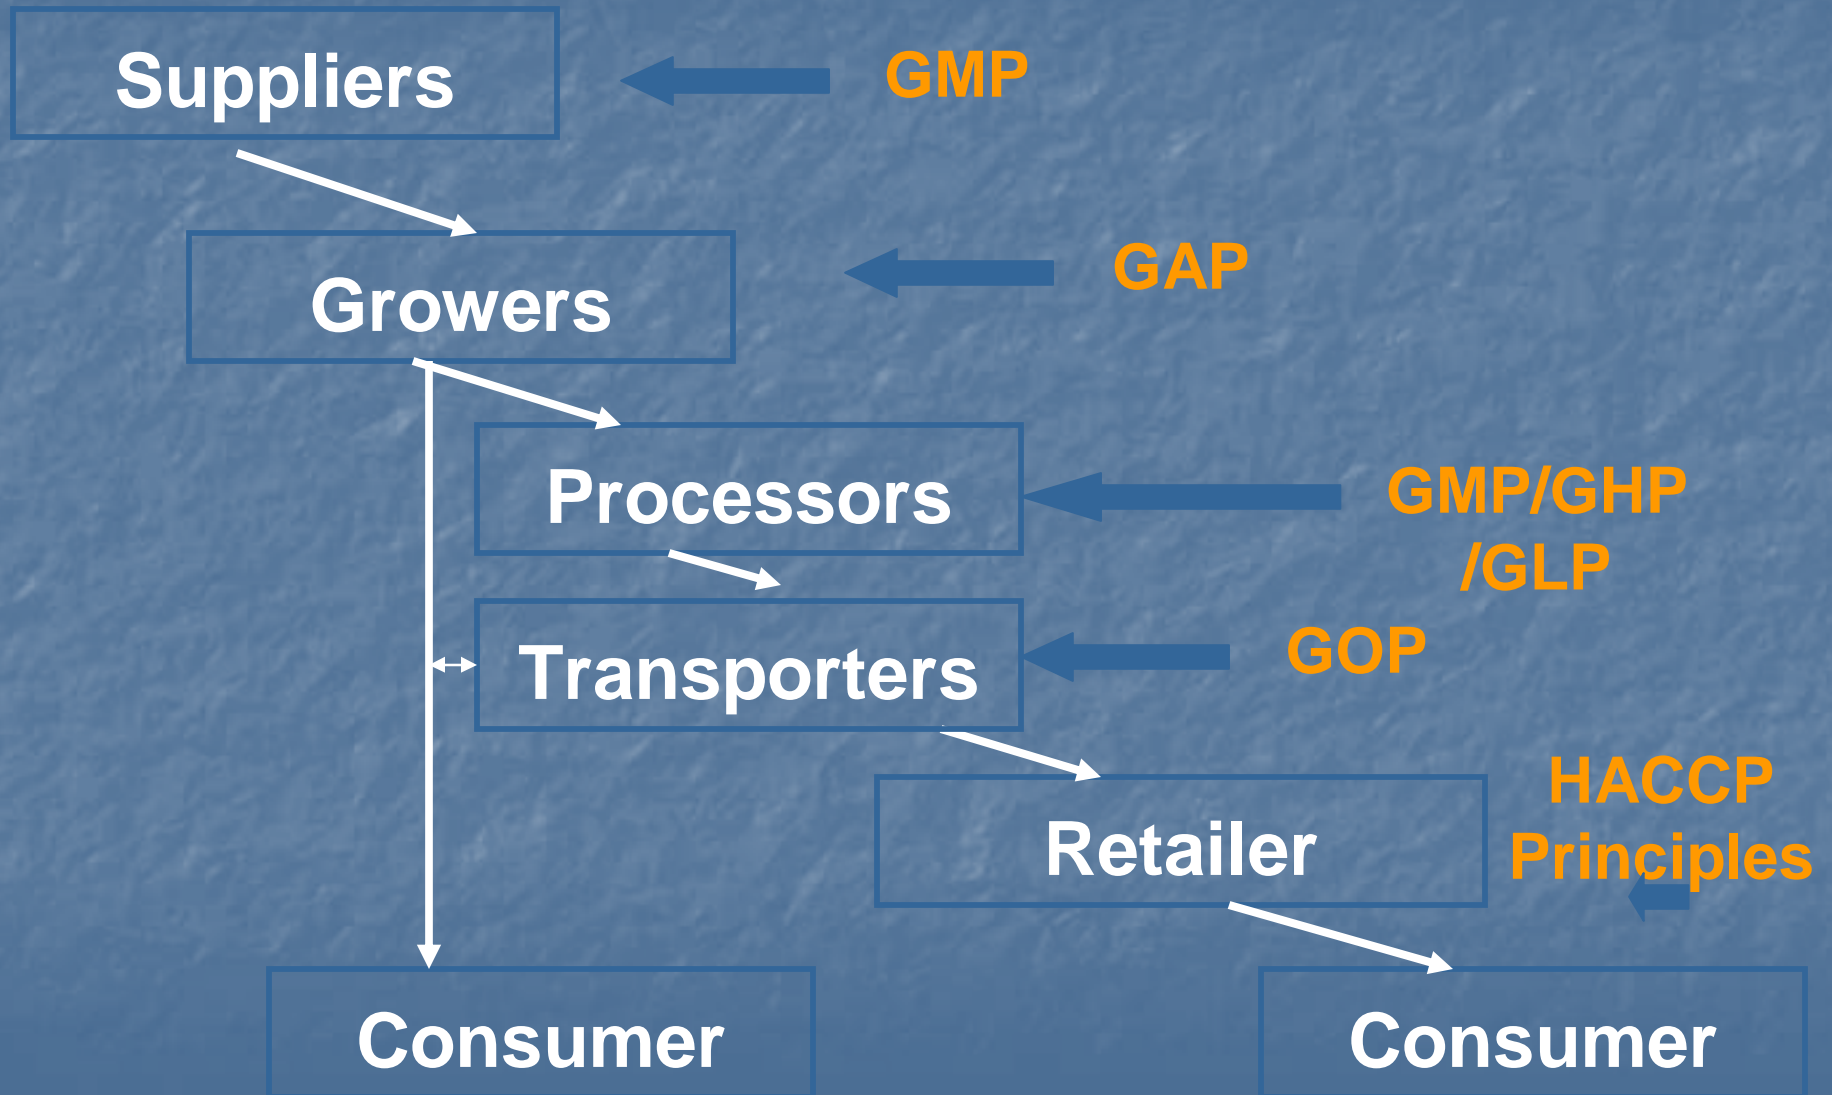 Suppliers
GMP
Growers
GAP
Processors
GMP/GHP
/GLP
Transporters
GOP
Retailer
HACCP
Principles
Consumer
Consumer